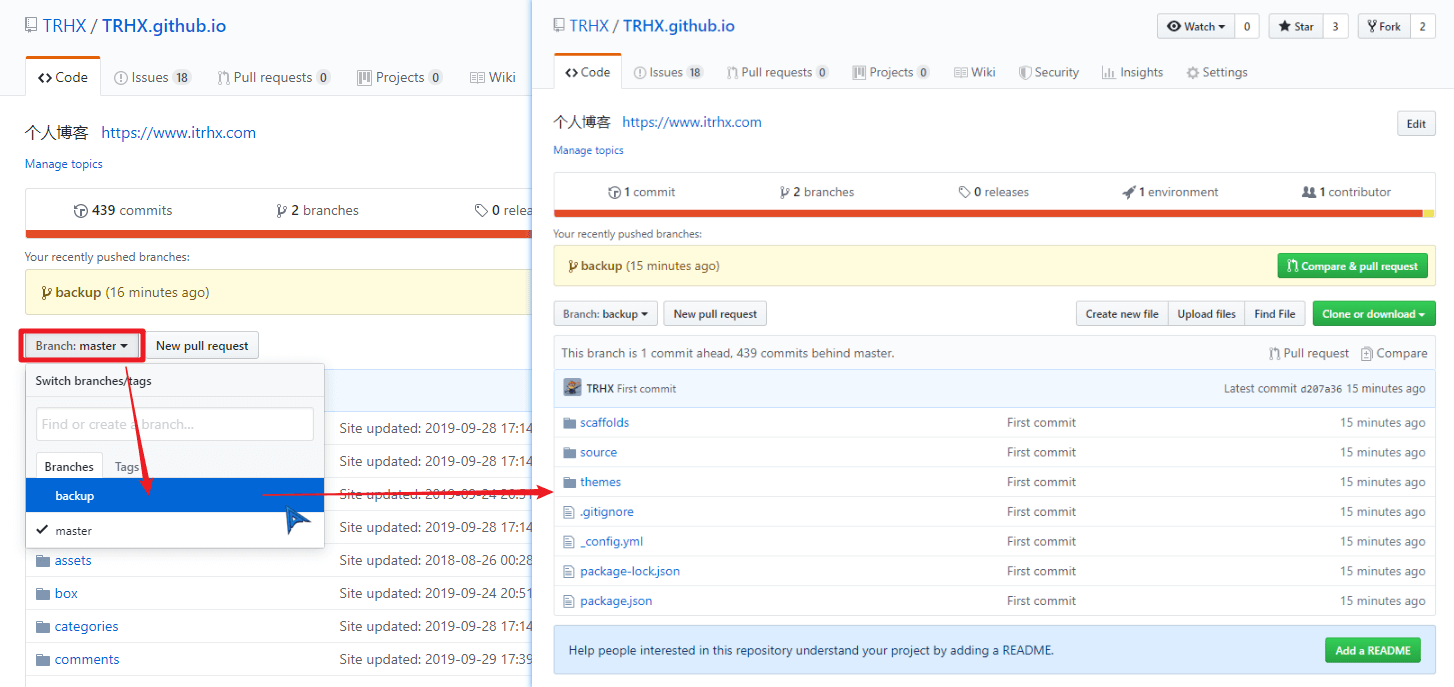 TRHX / TRHX.github.io
Code Issues 18 Pull requests 0 Projects 0 Wiki
个人博客 https://www.itrhx.com
Manage topics
439 commits 2 branches 0 relea
Your recently pushed branches:
backup (16 minutes ago)
Branch: master New pull request
Switch branches/tags
Find or create a branch...
Branches Tags
backup
master
Site updated: 2019-09-28 17:14
Site updated: 2019-09-28 17:14
Site updated: 2019-09-24 20:51
Site updated: 2019-09-28 17:14
assets Site updated: 2018-08-26 00:28
box Site updated: 2019-09-24 20:51
categories Site updated: 2019-09-28 17:14
comments Site updated: 2019-09-29 17:39
TRHX / TRHX.github.io Watch 0 Star 3 Fork 2
Code Issues 18 Pull requests 0 Projects 0 Wiki Security Insights Settings
个人博客 https://www.itrhx.com Edit
Manage topics
1 commit 2 branches 0 releases 1 environment 1 contributor
Your recently pushed branches:
backup (15 minutes ago) Compare & pull request
Branch: backup New pull request Create new file Upload files Find File Clone or download
This branch is 1 commit ahead, 439 commits behind master. Pull request Compare
TRHX First commit Latest commit d207a36 15 minutes ago
scaffolds First commit 15 minutes ago
source First commit 15 minutes ago
themes First commit 15 minutes ago
.gitignore First commit 15 minutes ago
_config.yml First commit 15 minutes ago
package-lock.json First commit 15 minutes ago
package.json First commit 15 minutes ago
Help people interested in this repository understand your project by adding a README. Add a README